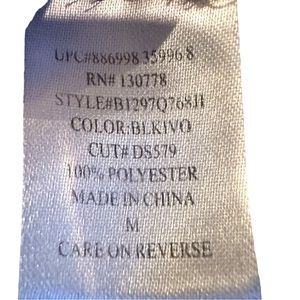 UPC#886998 35996 8
RN# 130778
STYLE#B1297Q768H
COLOR:BLKIVO
CUT# DS579
100% POLYESTER
MADE IN CHINA
M
CARE ON REVERSE